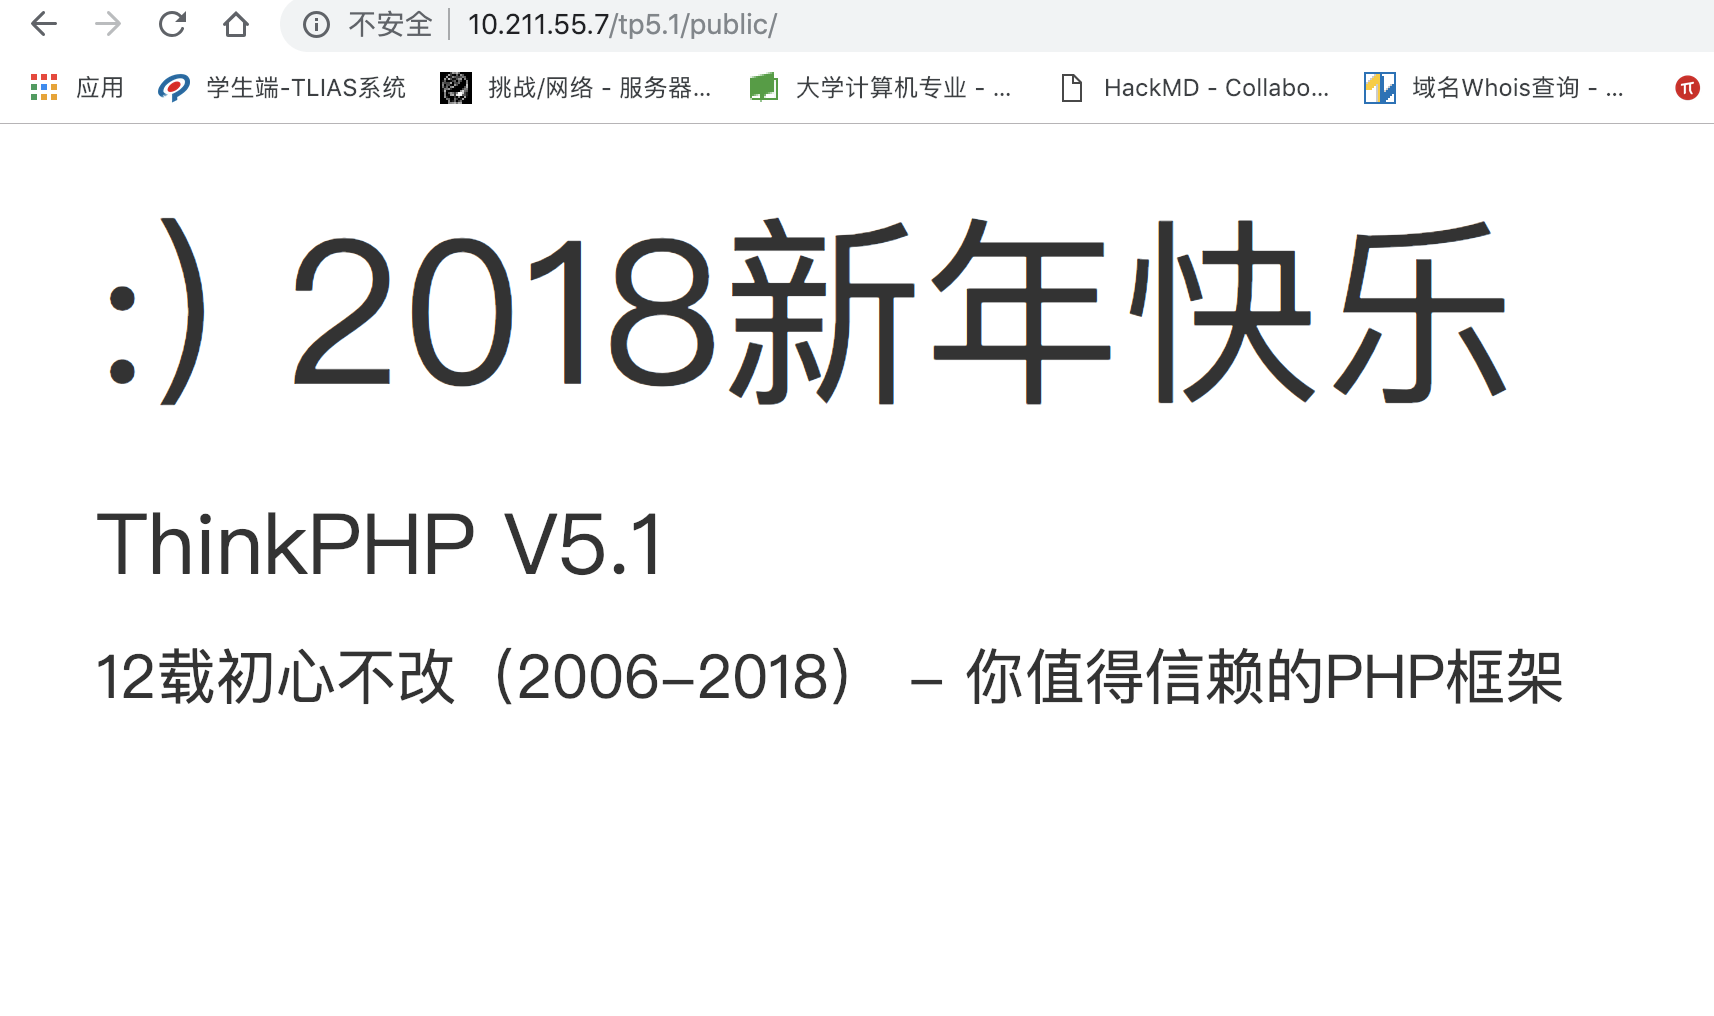 不安全 10.211.55.7/tp5.1/public/
应用 学生端-TLIAS系统 挑战/网络 - 服务器... 大学计算机专业 - ... HackMD - Collabo... 域名Whois查询 - ... π
:) 2018新年快乐
ThinkPHP V5.1
12载初心不改（2006-2018） - 你值得信赖的PHP框架